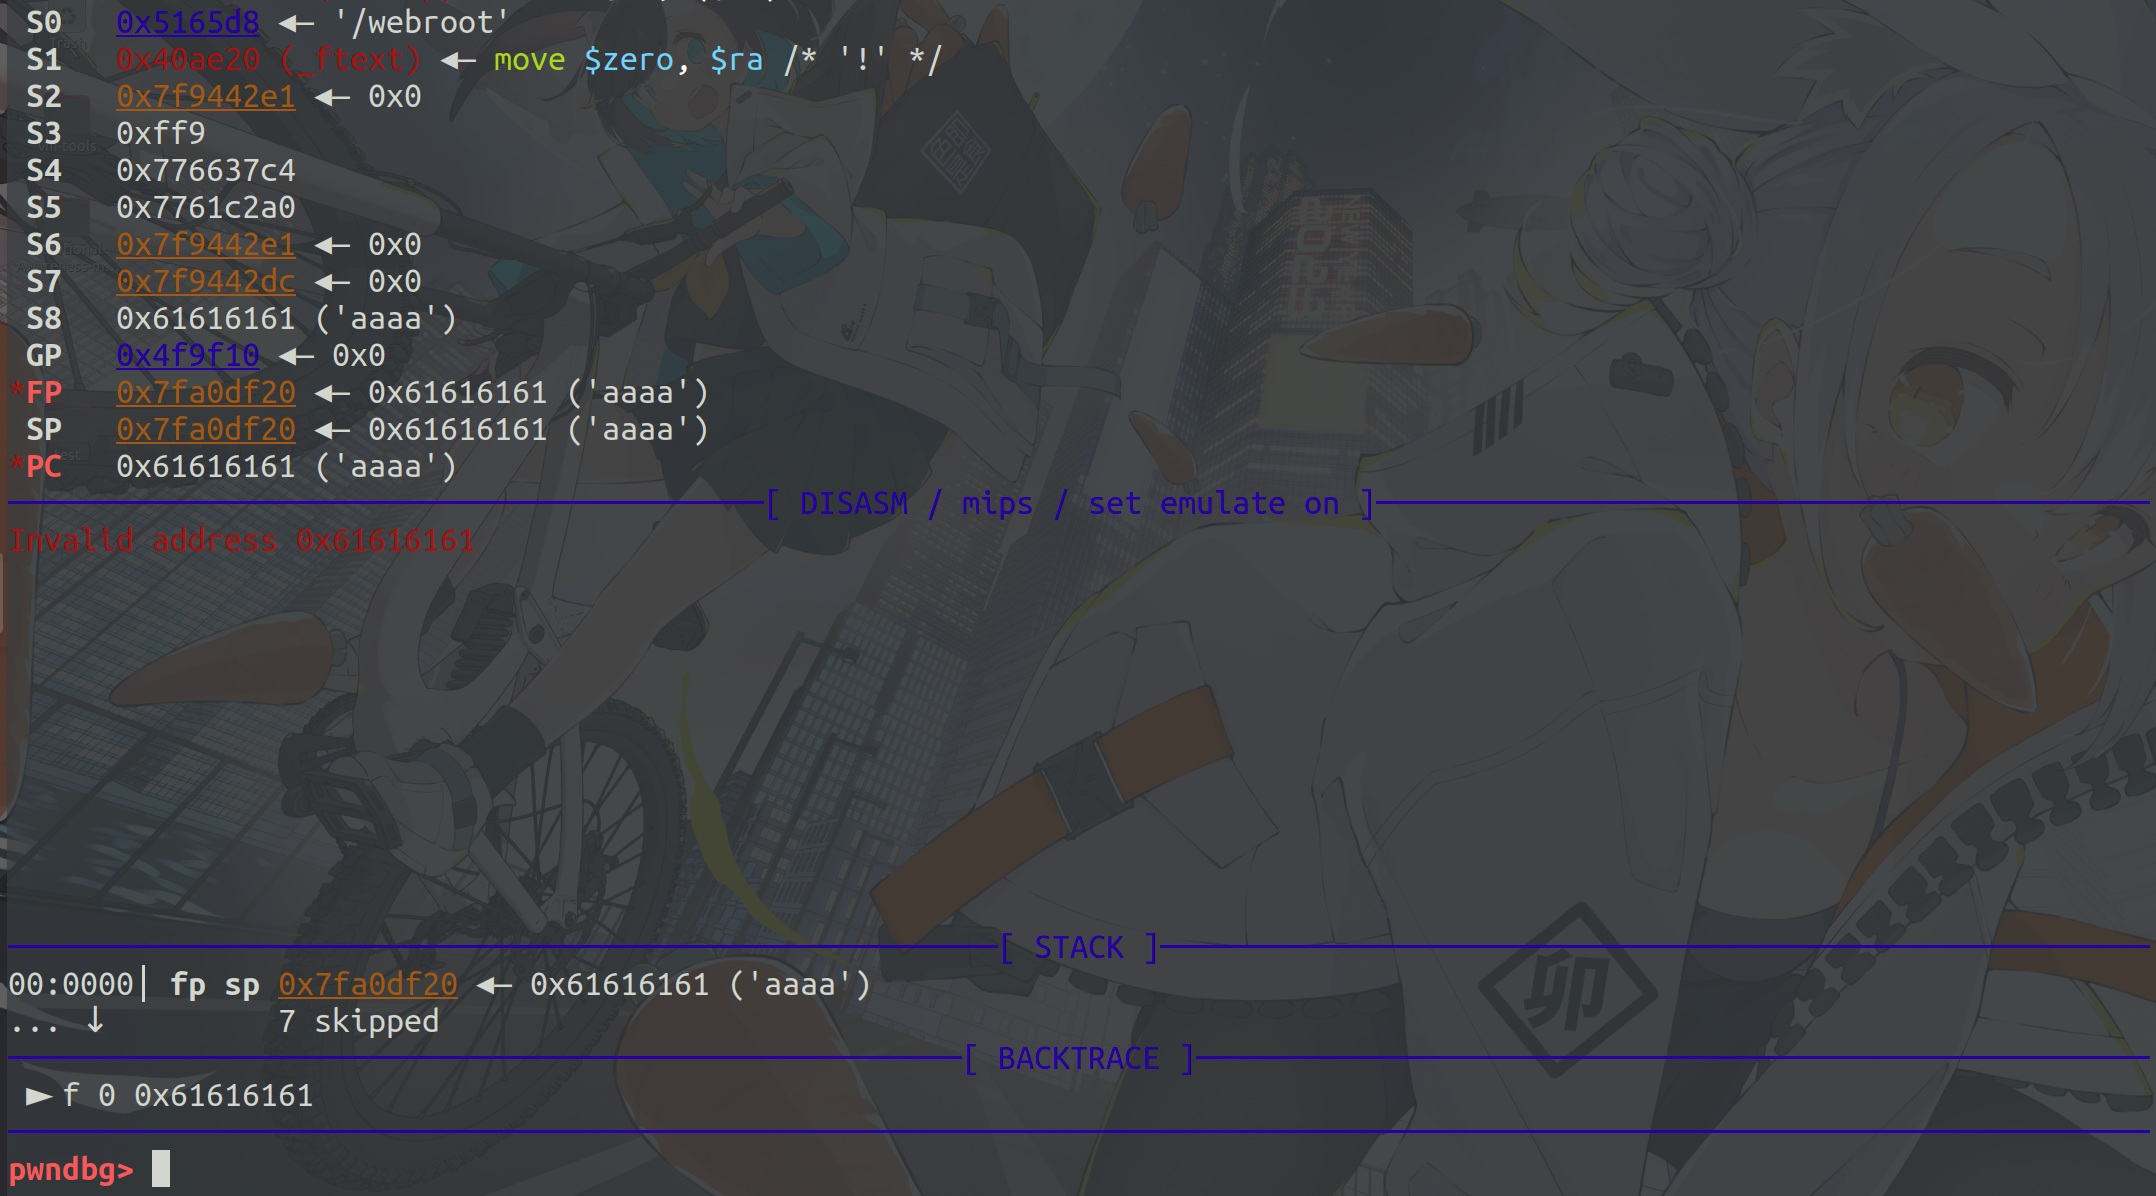 S0 0x5165d8 ◂— '/webroot'
S1 0x40ae20 (_ftext) ◂— move $zero, $ra /* '!' */
S2 0x7f9442e1 ◂— 0x0
S3 0xff9
S4 0x776637c4
S5 0x7761c2a0
S6 0x7f9442e1 ◂— 0x0
S7 0x7f9442dc ◂— 0x0
S8 0x61616161 ('aaaa')
GP 0x4f9f10 ◂— 0x0
*FP 0x7fa0df20 ◂— 0x61616161 ('aaaa')
SP 0x7fa0df20 ◂— 0x61616161 ('aaaa')
*PC 0x61616161 ('aaaa')
[ DISASM / mips / set emulate on ]
Invalid address 0x61616161
[ STACK ]
00:0000│ fp sp 0x7fa0df20 ◂— 0x61616161 ('aaaa')
... ↓ 7 skipped
[ BACKTRACE ]
► f 0 0x61616161
pwndbg>
卯